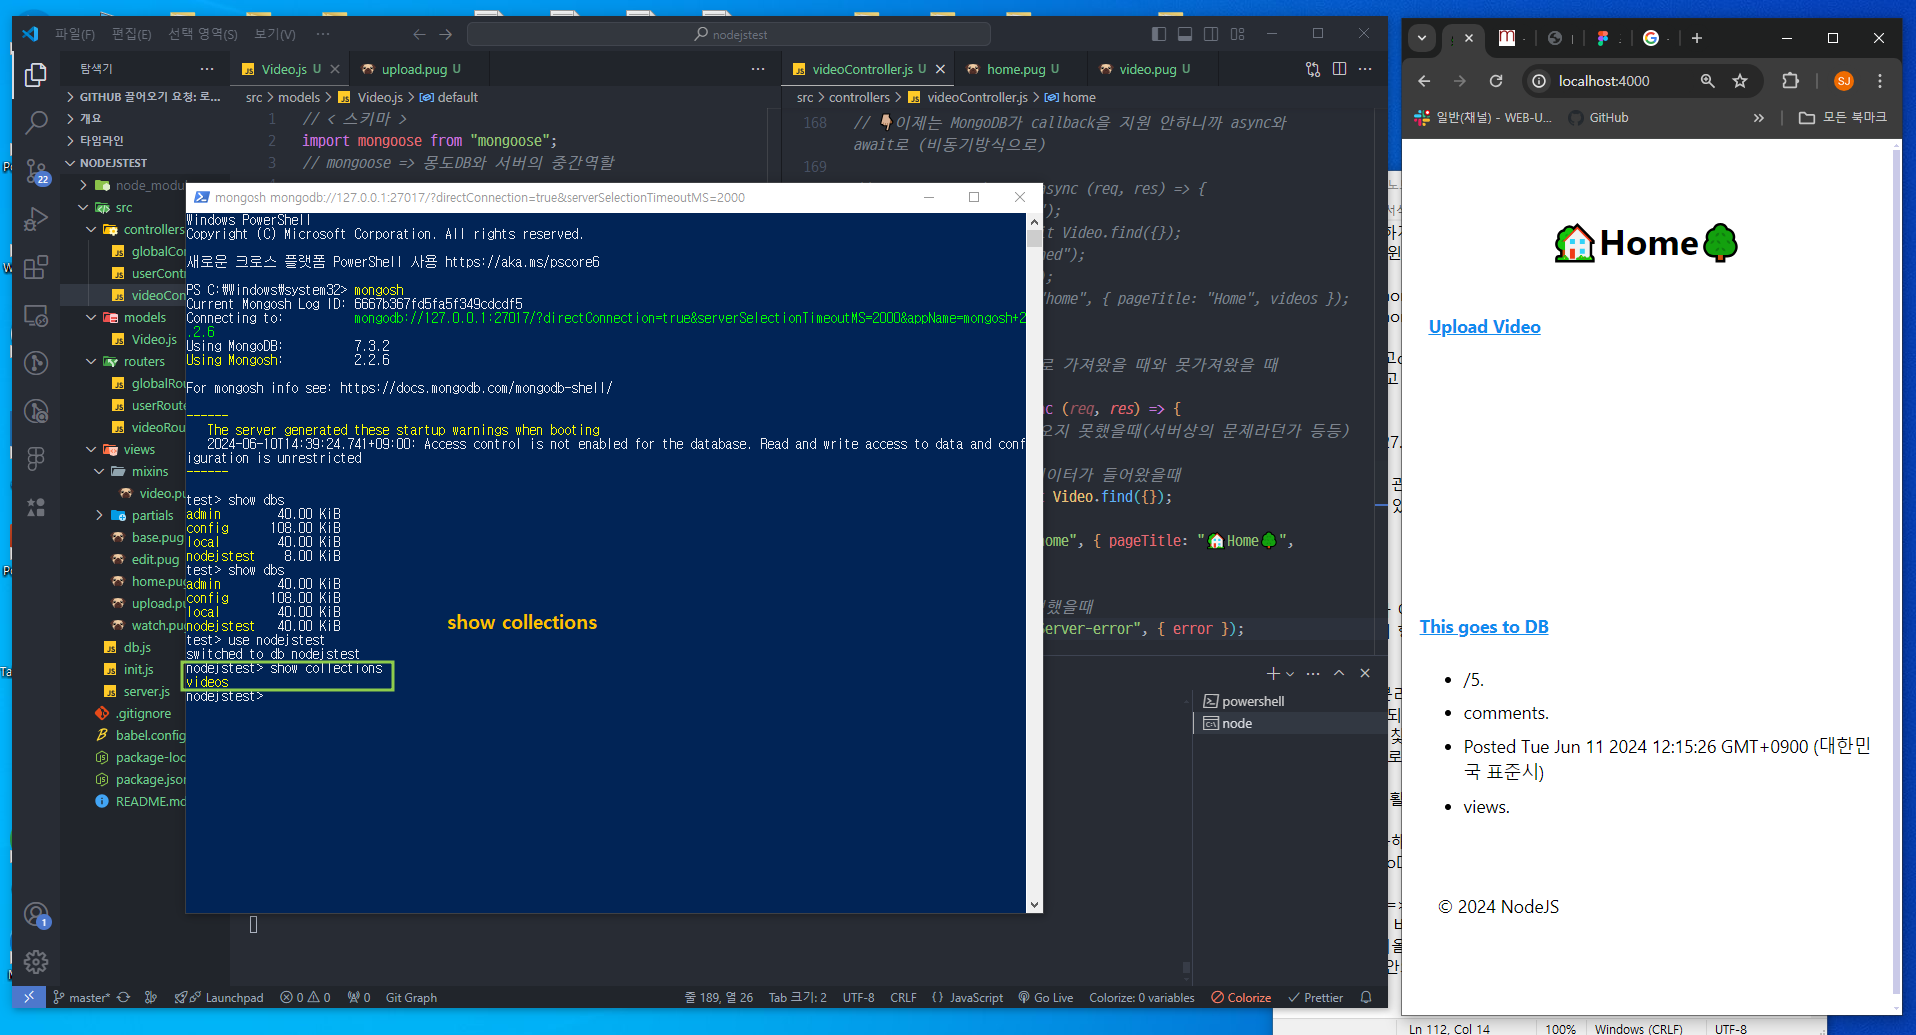 파일(F) 편집(E) 선택 영역(S) 보기(V) ···
nodejstest
탐색기
GITHUB 끌어오기 요청: 로...
개요
타임라인
NODEJSTEST
node_modu
src
controllers
globalCo
userContr
videoCon
models
Video.js
routers
globalRo
userRoute
videoRou
views
mixins
video.pu
partials
base.pug
edit.pug
home.pug
upload.pu
watch.pug
db.js
init.js
server.js
.gitignore
babel.config
package-loc
package.json
README.md
22
1
Video.js U
upload.pug U
src > models > Video.js > default
1 // < 스키마 >
2 import mongoose from "mongoose";
3 // mongoose => 몽도DB와 서버의 중간역할
videoController.js U
home.pug U
video.pug U
src > controllers > videoController.js > home
168 // 👇이제는 MongoDB가 callback을 지원 안하니까 async와
await로 (비동기방식으로)
169
async (req, res) => {
");
it Video.find({});
ned");
);
"home", { pageTitle: "Home", videos });
로 가져왔을 때와 못가져왔을 때
nc (req, res) => {
오지 못했을때(서버상의 문제라던가 등등)
이터가 들어왔을때
t Video.find({});
ome", { pageTitle: "🏠Home🌳",
했을때
Server-error", { error });
powershell
node
mongosh mongodb://127.0.0.1:27017/?directConnection=true&serverSelectionTimeoutMS=2000
Windows PowerShell
Copyright (C) Microsoft Corporation. All rights reserved.
새로운 크로스 플랫폼 PowerShell 사용 https://aka.ms/pscore6
PS C:₩Windows₩system32> mongosh
Current Mongosh Log ID: 6667b367fd5fa5f349cdcdf5
Connecting to: mongodb://127.0.0.1:27017/?directConnection=true&serverSelectionTimeoutMS=2000&appName=mongosh+2
.2.6
Using MongoDB: 7.3.2
Using Mongosh: 2.2.6
For mongosh info see: https://docs.mongodb.com/mongodb-shell/
------
The server generated these startup warnings when booting
2024-06-10T14:39:24.741+09:00: Access control is not enabled for the database. Read and write access to data and conf
iguration is unrestricted
------
test> show dbs
admin 40.00 KiB
config 108.00 KiB
local 40.00 KiB
nodejstest 8.00 KiB
test> show dbs
admin 40.00 KiB
config 108.00 KiB
local 40.00 KiB
nodejstest 40.00 KiB
test> use nodejstest
switched to db nodejstest
nodejstest> show collections
videos
nodejstest>
show collections
master* Launchpad 0 0 0 Git Graph
줄 189, 열 26 Tab 크기: 2 UTF-8 CRLF {} JavaScript Go Live Colorize: 0 variables Colorize Prettier
localhost:4000
SJ
일반(채널) - WEB-U... GitHub » 모든 북마크
🏠Home🌳
Upload Video
This goes to DB
• /5.
• comments.
• Posted Tue Jun 11 2024 12:15:26 GMT+0900 (대한민
국 표준시)
• views.
© 2024 NodeJS
Ln 112, Col 14 100% Windows (CRLF) UTF-8